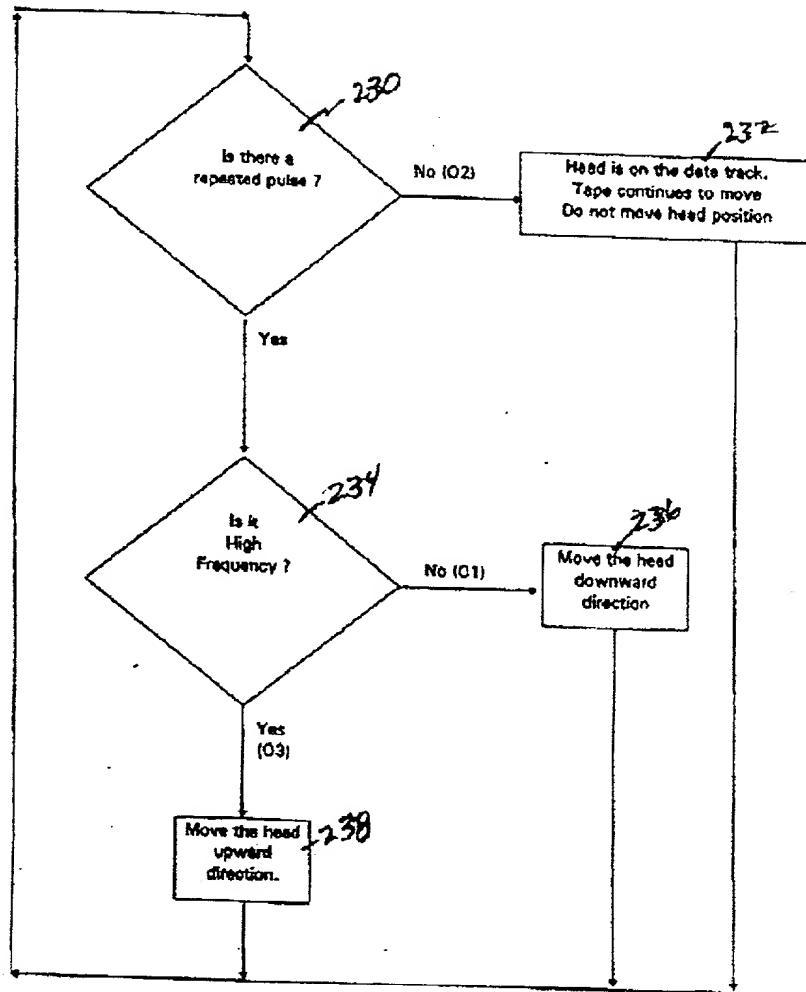 230
Is there a
repeated pulse ?
No (O2)
232
Head is on the data track.
Tape continues to move
Do not move head position
Yes
234
Is it
High
Frequency ?
No (O1)
236
Move the head
downward
direction
Yes
(O3)
Move the head
upward
direction.
238